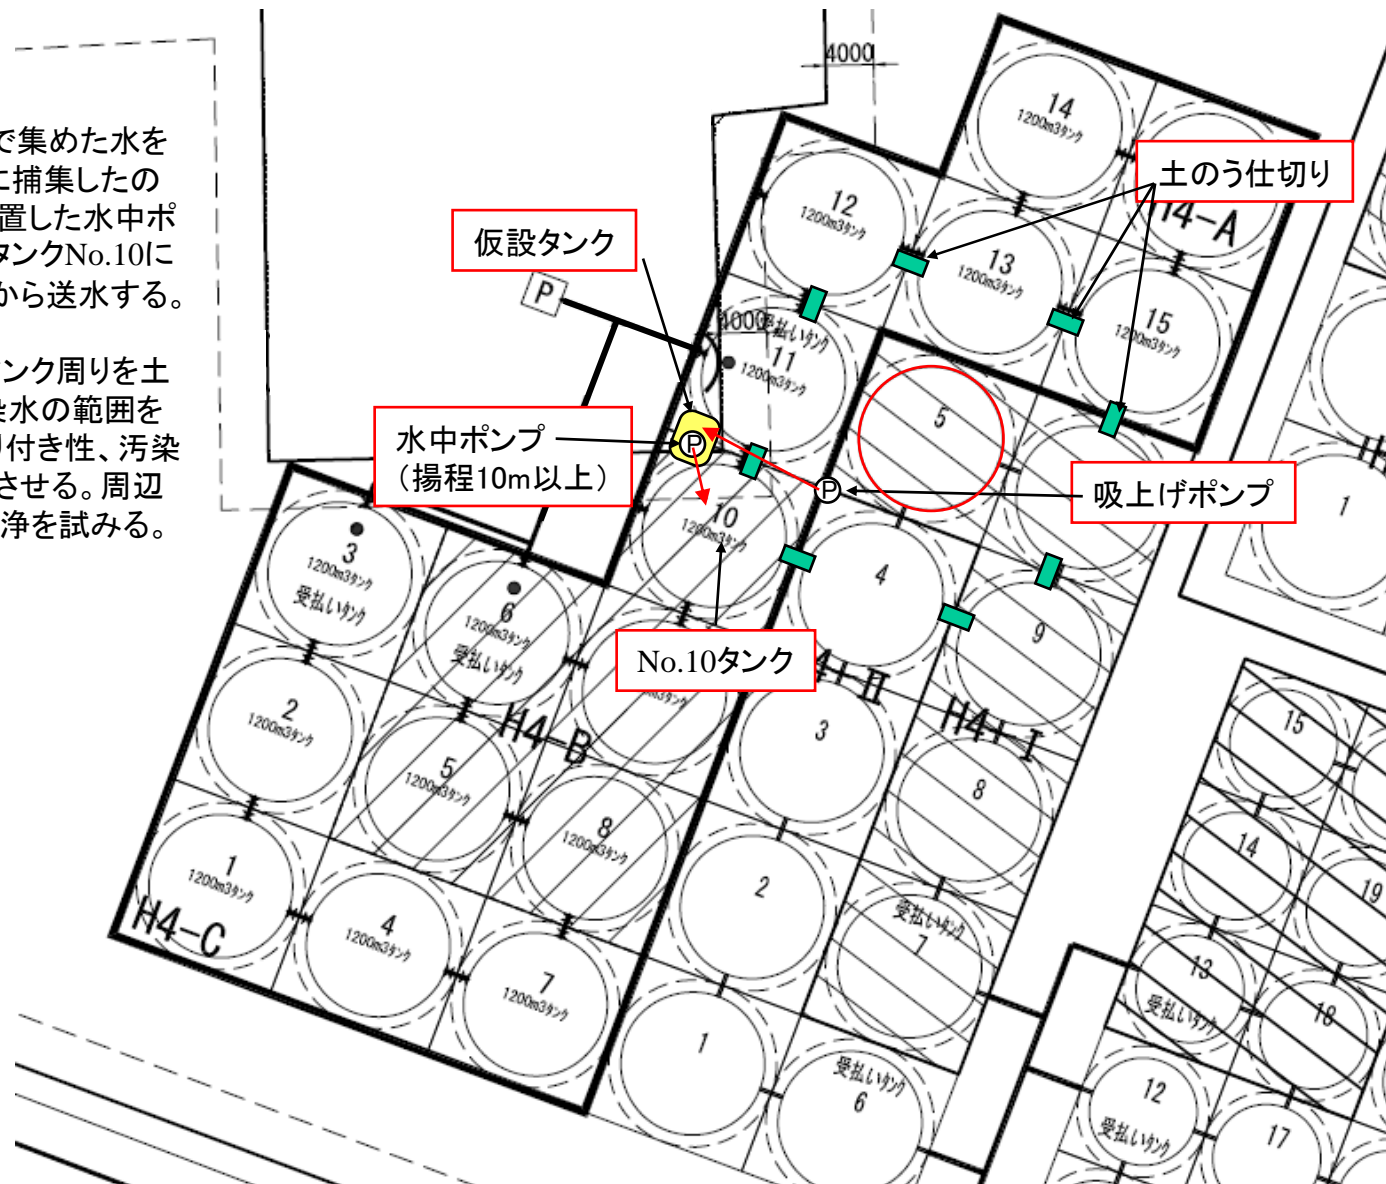 で集めた水を
に捕集したの
置した水中ポ
タンクNo.10に
から送水する。
ンク周りを土
染水の範囲を
り付き性、汚染
させる。周辺
浄を試みる。
4000
土のう仕切り
仮設タンク
P
水中ポンプ
（揚程10m以上）
P
吸上げポンプ
P
No.10タンク
14
1200m3タンク
H4-A
12
1200m3タンク
13
1200m3タンク
15
1200m3タンク
4000
受払いタンク
11
1200m3タンク
5
10
1200m3タンク
4
9
1
3
1200m3タンク
受払いタンク
6
1200m3タンク
受払いタンク
2
1200m3タンク
H4-B
3
H4-I
8
5
1200m3タンク
8
1200m3タンク
2
受払いタンク
7
1
1200m3タンク
H4-C
4
1200m3タンク
7
1200m3タンク
1
受払いタンク
6
15
14
19
13
受払いタンク
18
12
受払いタンク
17